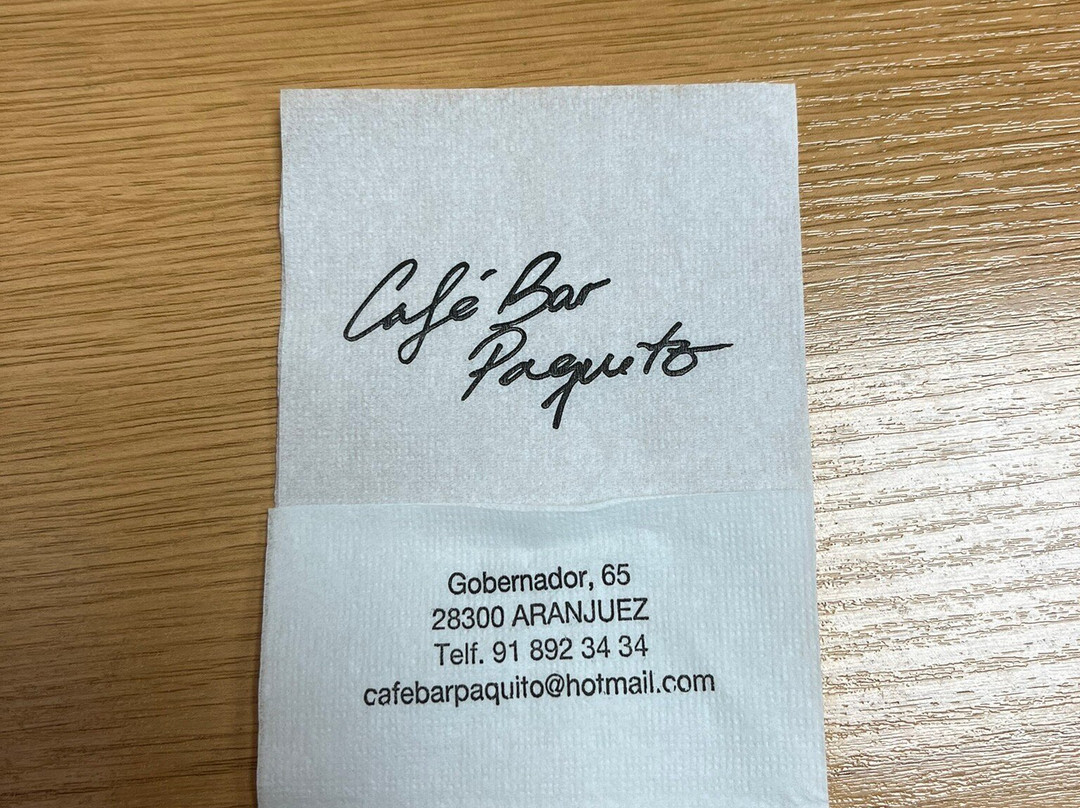 Café Bar
Paquito
Gobernador, 65
28300 ARANJUEZ
Telf. 91 892 34 34
cafebarpaquito@hotmail.com